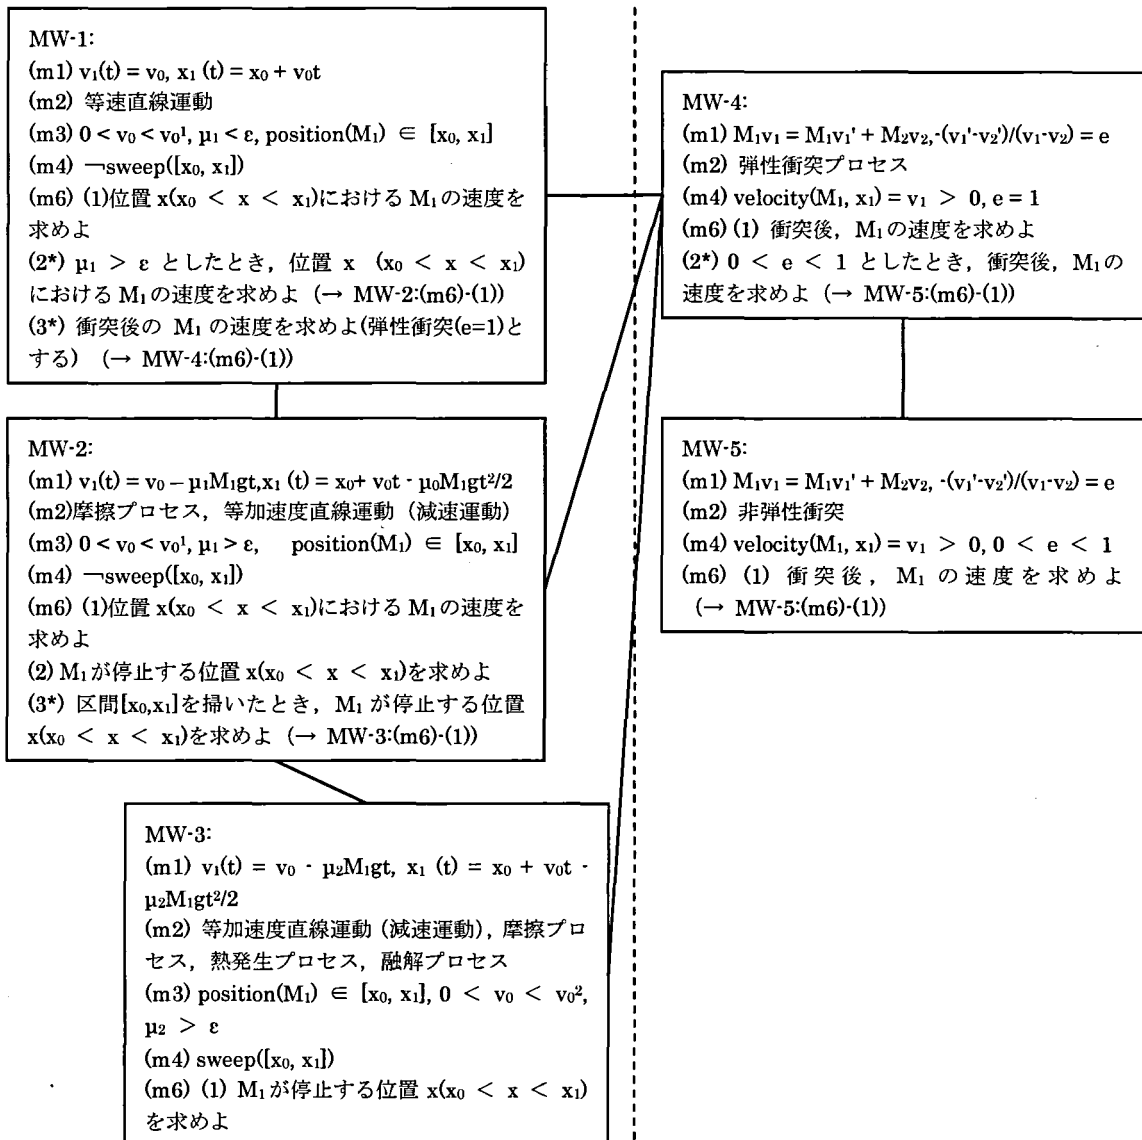 MW-1:
(m1) v₁(t) = v₀, x₁ (t) = x₀ + v₀t
(m2) 等速直線運動
(m3) 0 < v₀ < v₀¹, μ₁ < ε, position(M₁) ∈ [x₀, x₁]
(m4) ¬sweep([x₀, x₁])
(m6) (1)位置 x(x₀ < x < x₁)における M₁の速度を
求めよ
(2*) μ₁ > ε としたとき，位置 x (x₀ < x < x₁)
における M₁の速度を求めよ (→ MW-2:(m6)-(1))
(3*) 衝突後の M₁ の速度を求めよ(弾性衝突(e=1)と
する) (→ MW-4:(m6)-(1))
MW-2:
(m1) v₁(t) = v₀ − μ₁M₁gt,x₁ (t) = x₀+ v₀t - μ₀M₁gt²/2
(m2)摩擦プロセス，等加速度直線運動（減速運動）
(m3) 0 < v₀ < v₀¹, μ₁ > ε, position(M₁) ∈ [x₀, x₁]
(m4) ¬sweep([x₀, x₁])
(m6) (1)位置 x(x₀ < x < x₁)における M₁の速度を
求めよ
(2) M₁が停止する位置 x(x₀ < x < x₁)を求めよ
(3*) 区間[x₀,x₁]を掃いたとき，M₁ が停止する位置
x(x₀ < x < x₁)を求めよ (→ MW-3:(m6)-(1))
MW-3:
(m1) v₁(t) = v₀ - μ₂M₁gt, x₁ (t) = x₀ + v₀t -
μ₂M₁gt²/2
(m2) 等加速度直線運動 (減速運動)，摩擦プロ
セス，熱発生プロセス，融解プロセス
(m3) position(M₁) ∈ [x₀, x₁], 0 < v₀ < v₀²,
μ₂ > ε
(m4) sweep([x₀, x₁])
(m6) (1) M₁が停止する位置 x(x₀ < x < x₁)
を求めよ
MW-4:
(m1) M₁v₁ = M₁v₁' + M₂v₂,-(v₁'-v₂')/(v₁-v₂) = e
(m2) 弾性衝突プロセス
(m4) velocity(M₁, x₁) = v₁ > 0, e = 1
(m6) (1) 衝突後，M₁の速度を求めよ
(2*) 0 < e < 1 としたとき，衝突後，M₁の
速度を求めよ (→ MW-5:(m6)-(1))
MW-5:
(m1) M₁v₁ = M₁v₁' + M₂v₂, -(v₁'-v₂')/(v₁-v₂) = e
(m2) 非弾性衝突
(m4) velocity(M₁, x₁) = v₁ > 0, 0 < e < 1
(m6) (1) 衝突後，M₁ の速度を求めよ
(→ MW-5:(m6)-(1))